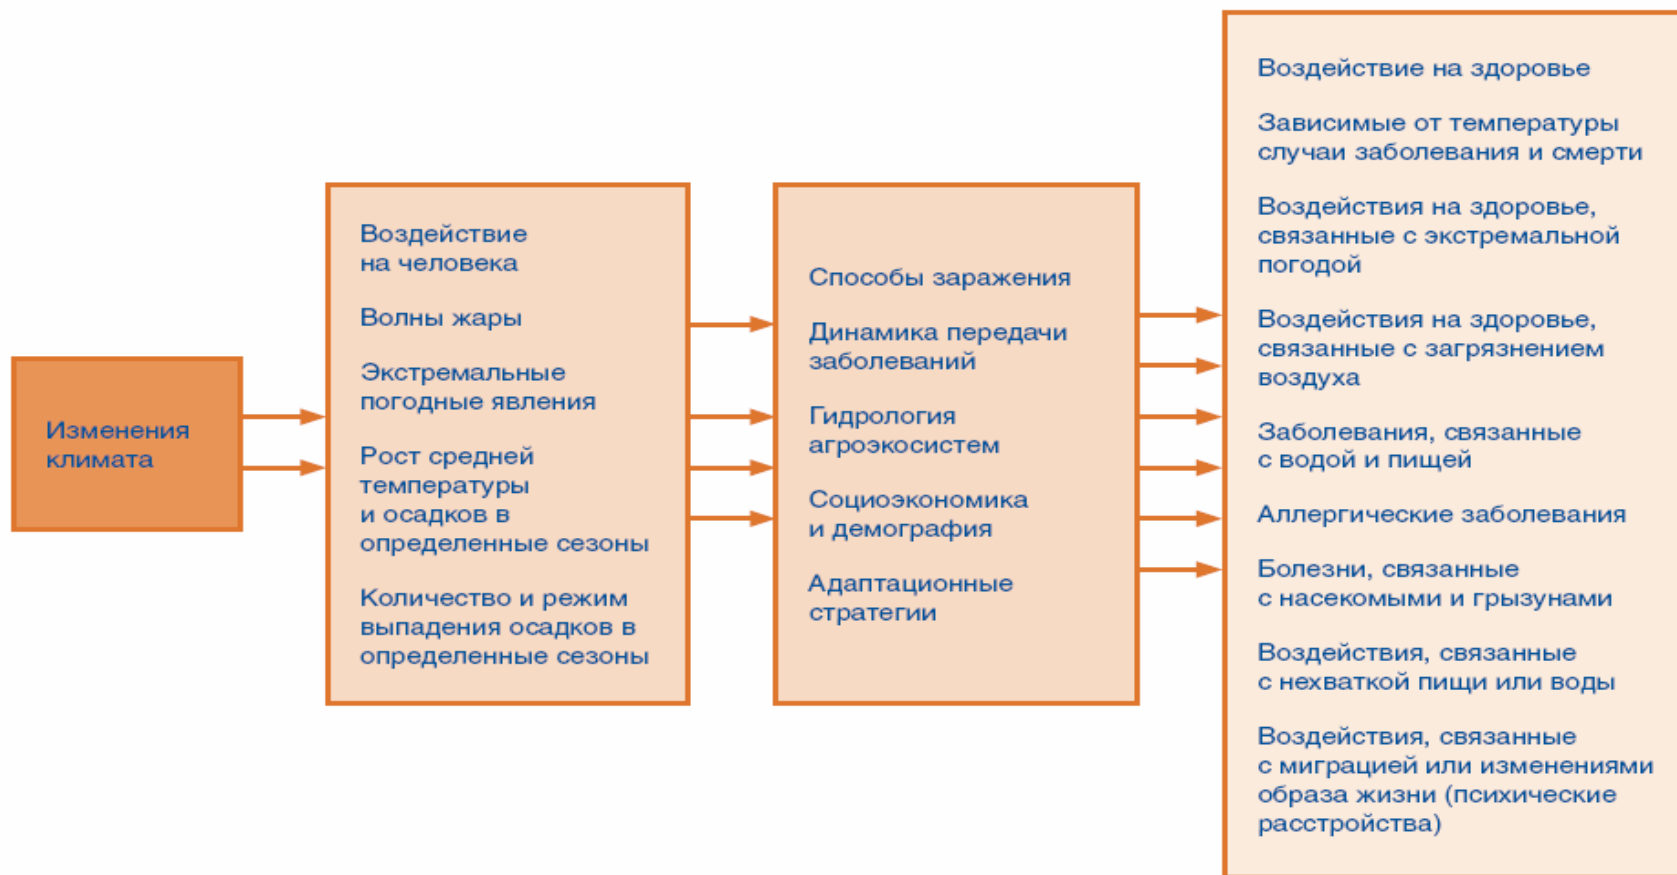 Изменения
климата
Воздействие
на человека
Волны жары
Экстремальные
погодные явления
Рост средней
температуры
и осадков в
определенные сезоны
Количество и режим
выпадения осадков в
определенные сезоны
Способы заражения
Динамика передачи
заболеваний
Гидрология
агроэкосистем
Социоэкономика
и демография
Адаптационные
стратегии
Воздействие на здоровье
Зависимые от температуры
случаи заболевания и смерти
Воздействия на здоровье,
связанные с экстремальной
погодой
Воздействия на здоровье,
связанные с загрязнением
воздуха
Заболевания, связанные
с водой и пищей
Аллергические заболевания
Болезни, связанные
с насекомыми и грызунами
Воздействия, связанные
с нехваткой пищи или воды
Воздействия, связанные
с миграцией или изменениями
образа жизни (психические
расстройства)